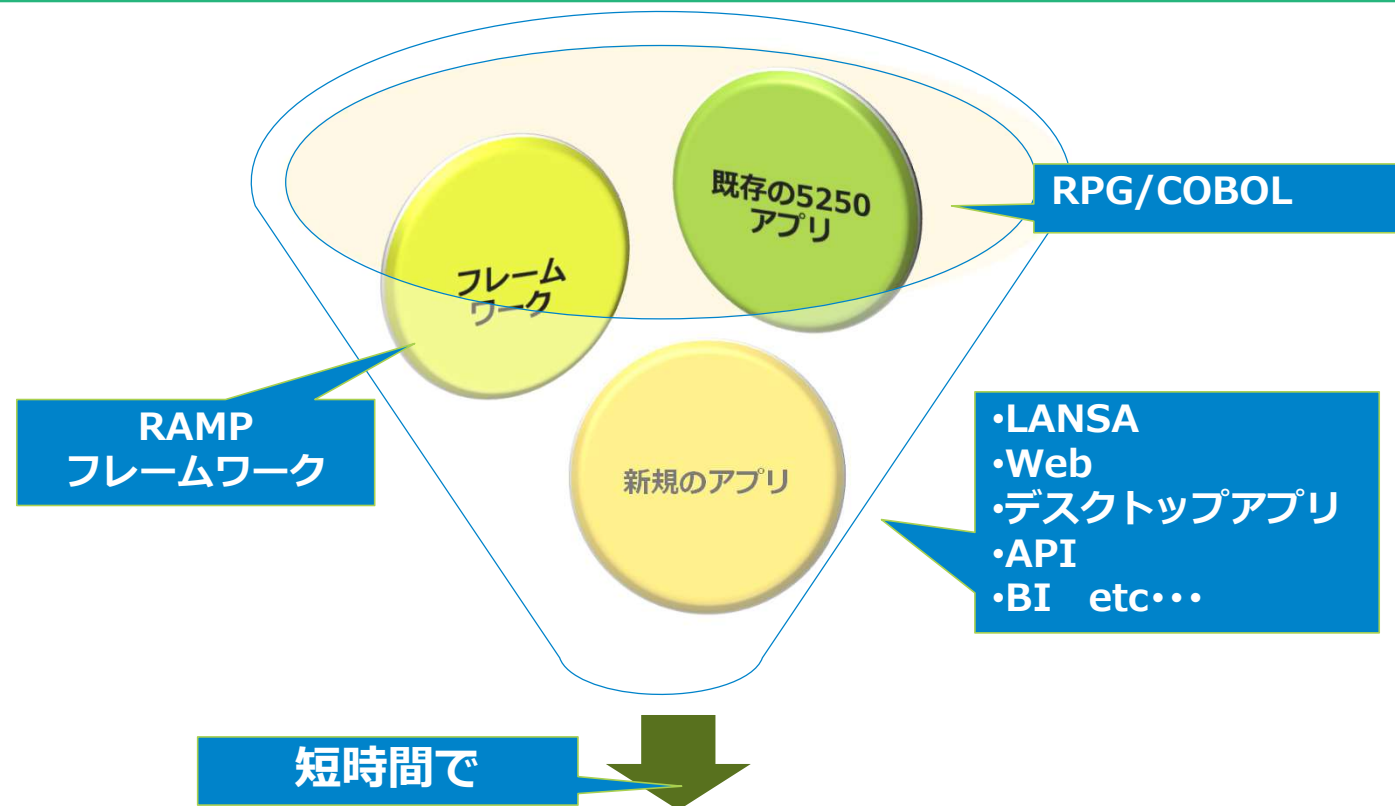 既存の5250
アプリ
RPG/COBOL
フレーム
ワーク
RAMP
フレームワーク
新規のアプリ
•LANSA
•Web
•デスクトップアプリ
•API
•BI　etc･･･
短時間で